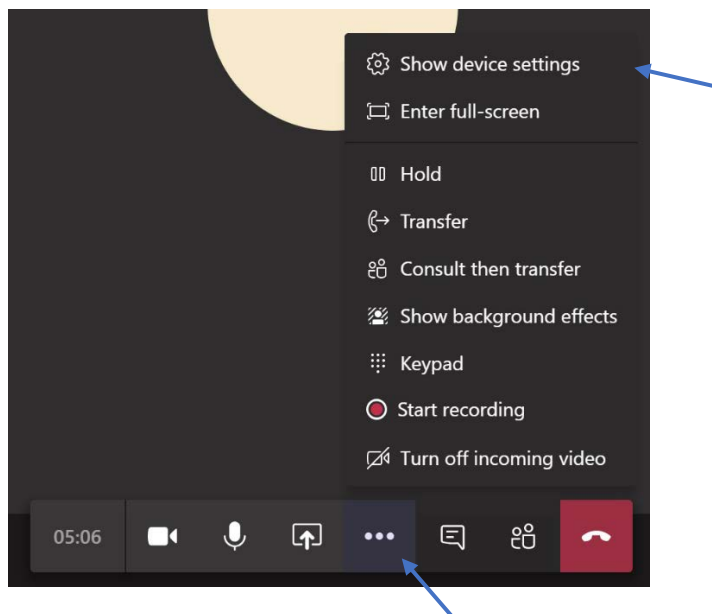 Show device settings
Enter full-screen
Hold
Transfer
Consult then transfer
Show background effects
Keypad
Start recording
Turn off incoming video
05:06